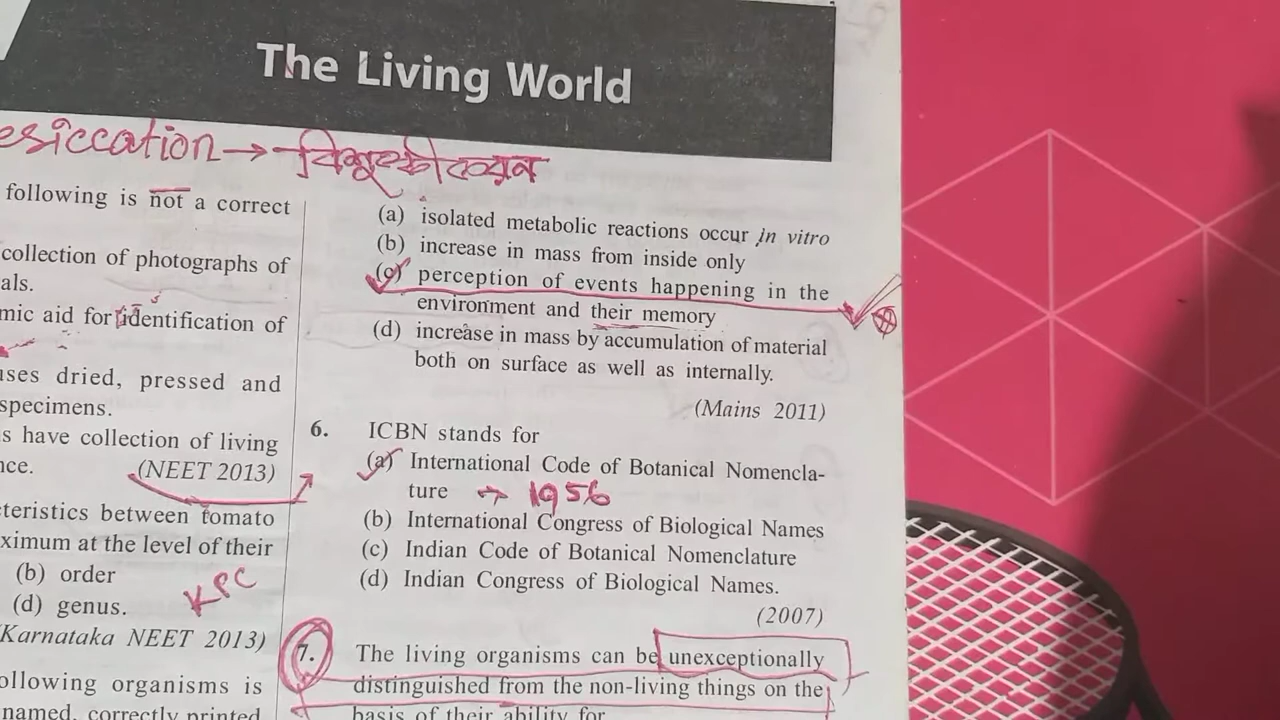 The Living World
esiccation → বিশুষ্কীকরন
following is not a correct
collection of photographs of
als.
mic aid for identification of
uses dried, pressed and
specimens.
s have collection of living
nce.
(NEET 2013)
cteristics between tomato
ximum at the level of their
(b) order
(d) genus.
KPC
Karnataka NEET 2013)
ollowing organisms is
named, correctly printed
(a) isolated metabolic reactions occur in vitro
(b) increase in mass from inside only
(c) perception of events happening in the
environment and their memory
(d) increase in mass by accumulation of material
both on surface as well as internally.
(Mains 2011)
6. ICBN stands for
(a) International Code of Botanical Nomencla-
ture → 1956
(b) International Congress of Biological Names
(c) Indian Code of Botanical Nomenclature
(d) Indian Congress of Biological Names.
(2007)
7. The living organisms can be unexceptionally
distinguished from the non-living things on the
basis of their ability for